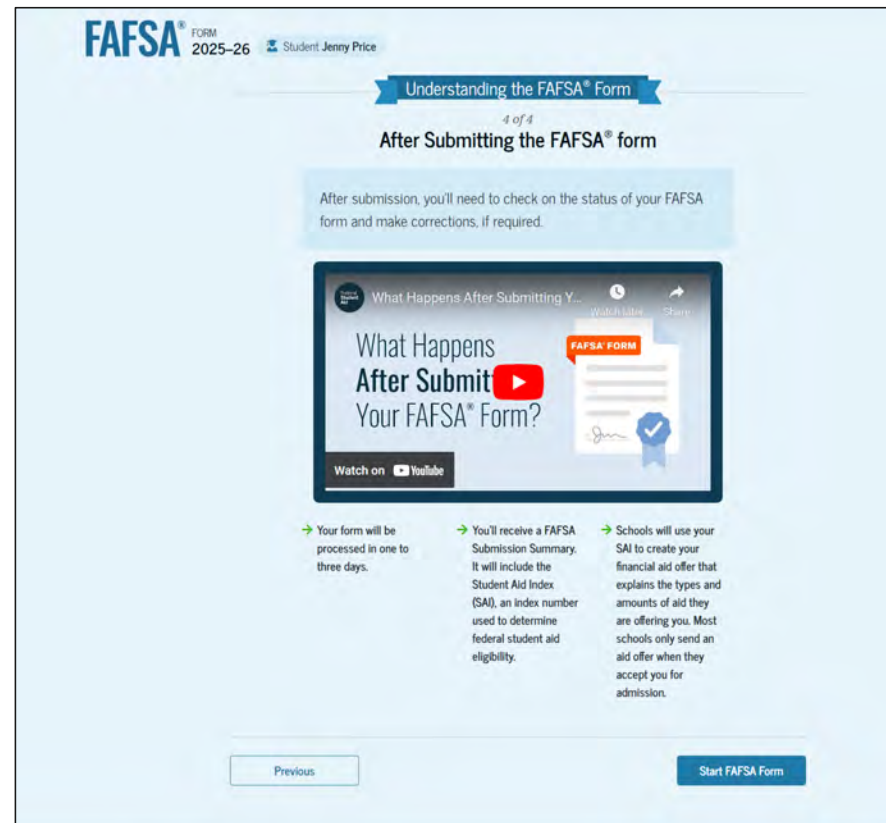 FAFSA® FORM 2025–26 Student Jenny Price
Understanding the FAFSA® Form
4 of 4
After Submitting the FAFSA® form
After submission, you'll need to check on the status of your FAFSA
form and make corrections, if required.
Federal Student Aid
What Happens After Submitting Y...
Watch later
Share
What Happens
After Submit
Your FAFSA® Form?
FAFSA® FORM
Watch on YouTube
→ Your form will be
processed in one to
three days.
→ You'll receive a FAFSA
Submission Summary.
It will include the
Student Aid Index
(SAI), an index number
used to determine
federal student aid
eligibility.
→ Schools will use your
SAI to create your
financial aid offer that
explains the types and
amounts of aid they
are offering you. Most
schools only send an
aid offer when they
accept you for
admission.
Previous
Start FAFSA Form